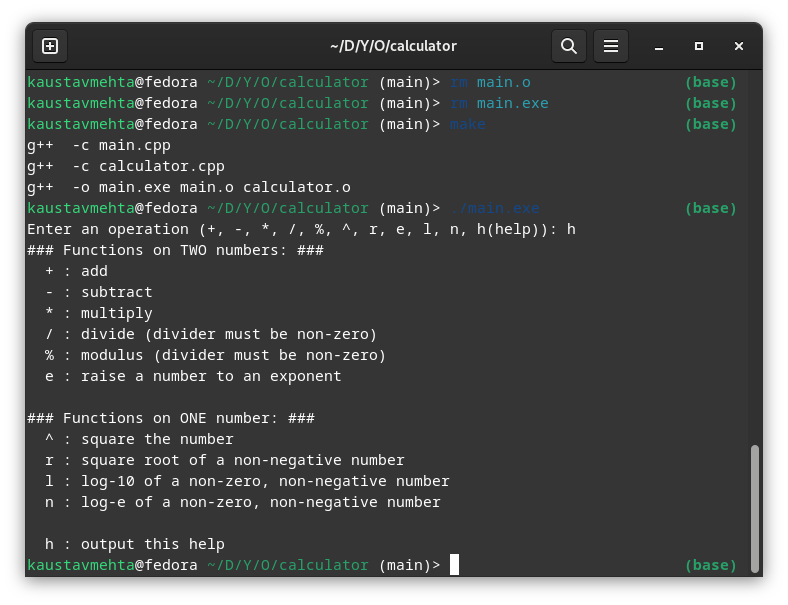 ~/D/Y/O/calculator
kaustavmehta@fedora ~/D/Y/O/calculator (main)> rm main.o (base)
kaustavmehta@fedora ~/D/Y/O/calculator (main)> rm main.exe (base)
kaustavmehta@fedora ~/D/Y/O/calculator (main)> make (base)
g++  -c main.cpp
g++  -c calculator.cpp
g++  -o main.exe main.o calculator.o
kaustavmehta@fedora ~/D/Y/O/calculator (main)> ./main.exe (base)
Enter an operation (+, -, *, /, %, ^, r, e, l, n, h(help)): h
### Functions on TWO numbers: ###
  + : add
  - : subtract
  * : multiply
  / : divide (divider must be non-zero)
  % : modulus (divider must be non-zero)
  e : raise a number to an exponent

### Functions on ONE number: ###
  ^ : square the number
  r : square root of a non-negative number
  l : log-10 of a non-zero, non-negative number
  n : log-e of a non-zero, non-negative number

  h : output this help
kaustavmehta@fedora ~/D/Y/O/calculator (main)> (base)